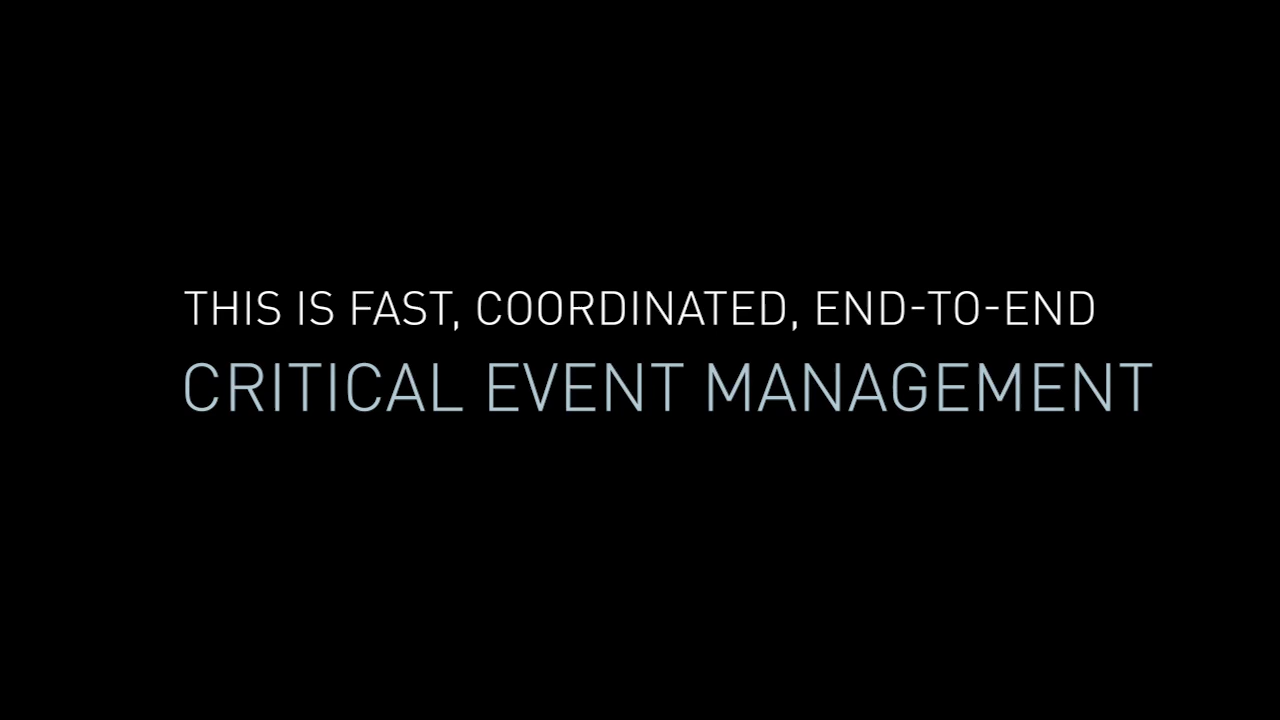 THIS IS FAST, COORDINATED, END-TO-END
CRITICAL EVENT MANAGEMENT